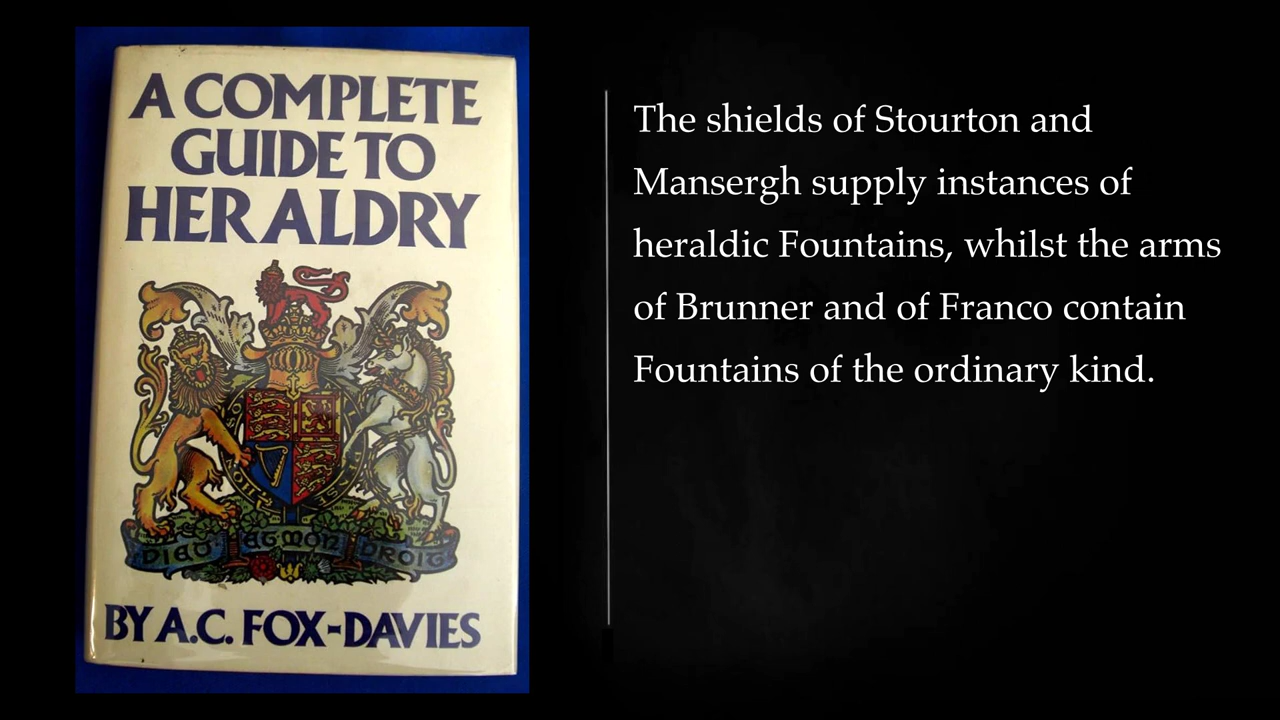 A COMPLETE
GUIDE TO
HERALDRY
DIEU ET MON DROIT
BY A.C. FOX-DAVIES
The shields of Stourton and
Mansergh supply instances of
heraldic Fountains, whilst the arms
of Brunner and of Franco contain
Fountains of the ordinary kind.